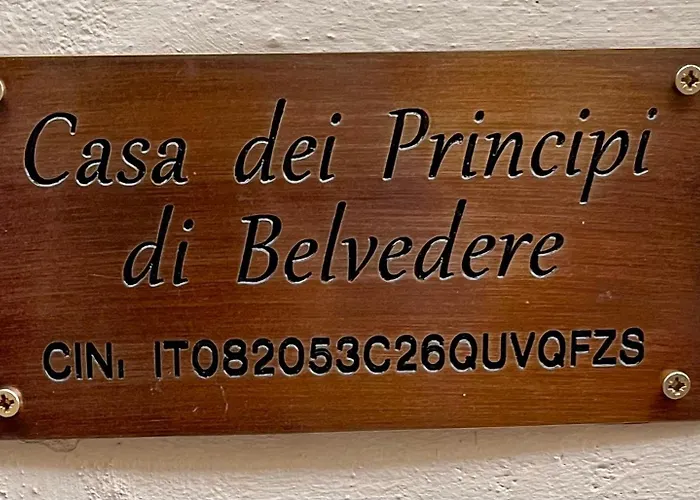 Casa dei Principi
di Belvedere
CIN: IT082053C26QUVQFZS